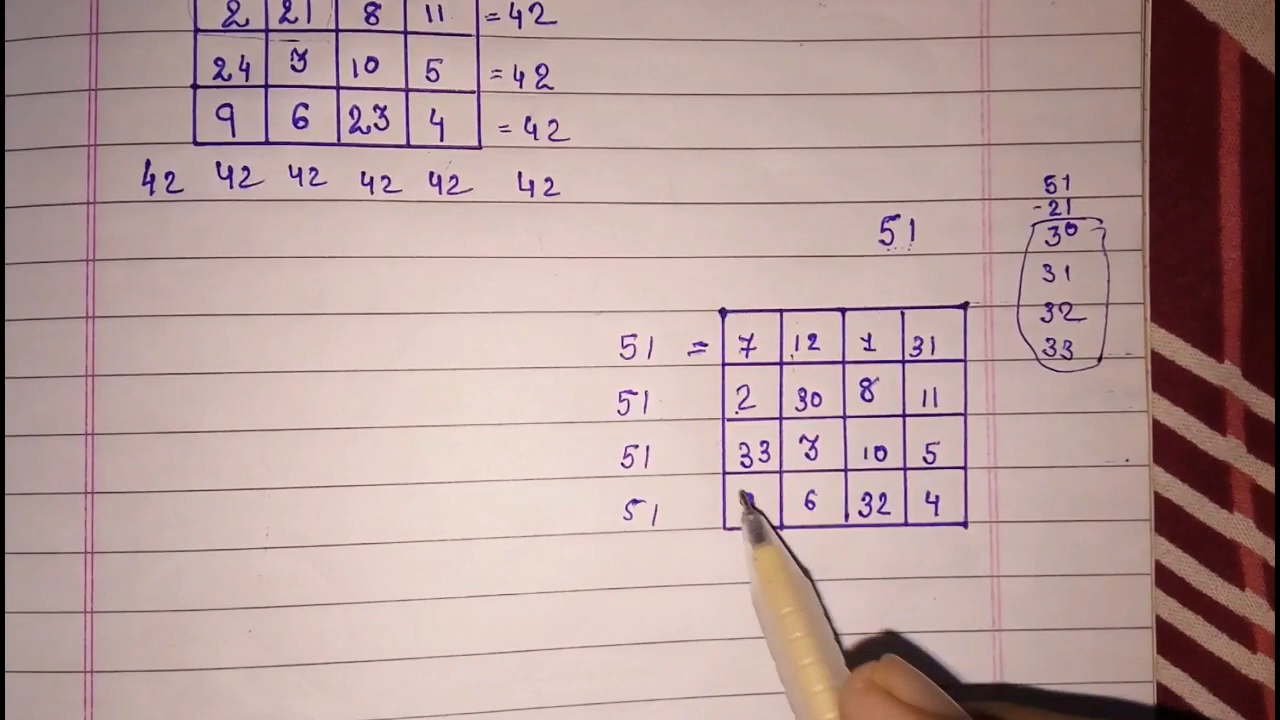 2 21 8 11 = 42
24 3 10 5 = 42
9 6 23 4 = 42
42 42 42 42 42 42
51
51
-21
30
31
32
33
51 = 7 12 1 31
51 2 30 8 11
51 33 3 10 5
51 6 32 4